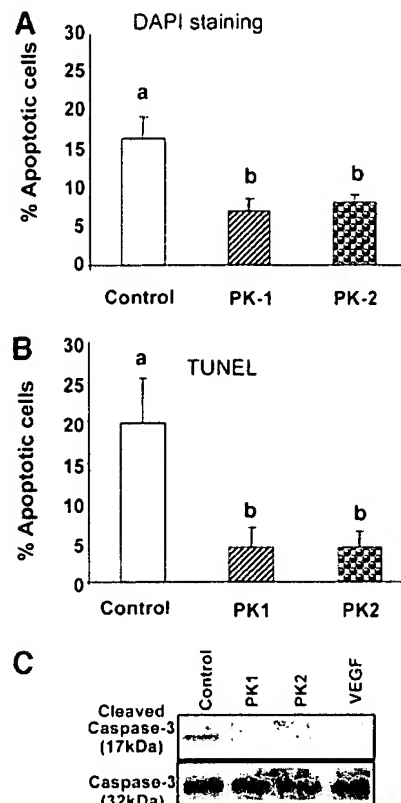 A
DAPI staining
% Apoptotic cells
30
25
20
15
10
5
0
a
b
b
Control PK-1 PK-2
B
TUNEL
% Apoptotic cells
30
25
20
15
10
5
0
a
b
b
Control PK1 PK2
C
Control PK1 PK2 VEGF
Cleaved
Caspase-3
(17kDa)
Caspase-3
(32kDa)